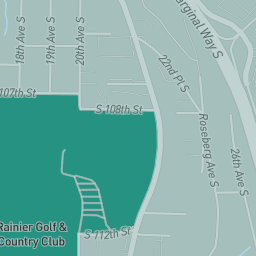 18th Ave S
19th Ave S
20th Ave S
arginal Way S
22nd Pl S
107th St
S 108th St
Roseberg Ave S
26th Ave S
Rainier Golf &
Country Club
S 112th St